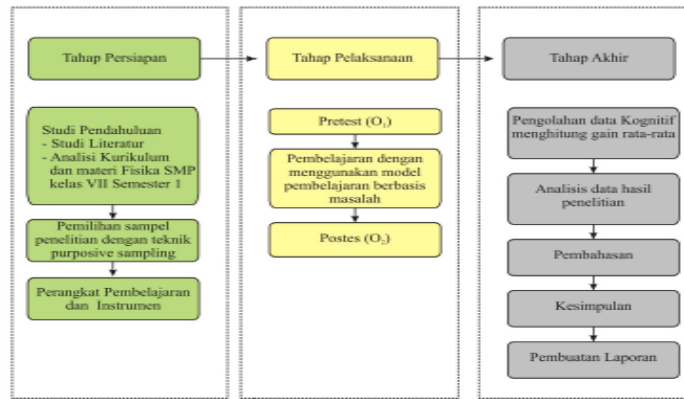 Tahap Persiapan
Studi Pendahuluan
- Studi Literatur
- Analisi Kurikulum
dan materi Fisika SMP
kelas VII Semester 1
Pemilihan sampel
penelitian dengan teknik
purposive sampling
Perangkat Pembelajaran
dan Instrumen
Tahap Pelaksanaan
Pretest (O₁)
Pembelajaran dengan
menggunakan model
pembelajaran berbasis
masalah
Postes (O₂)
Tahap Akhir
Pengolahan data Kognitif
menghitung gain rata-rata
Analisis data hasil
penelitian
Pembahasan
Kesimpulan
Pembuatan Laporan